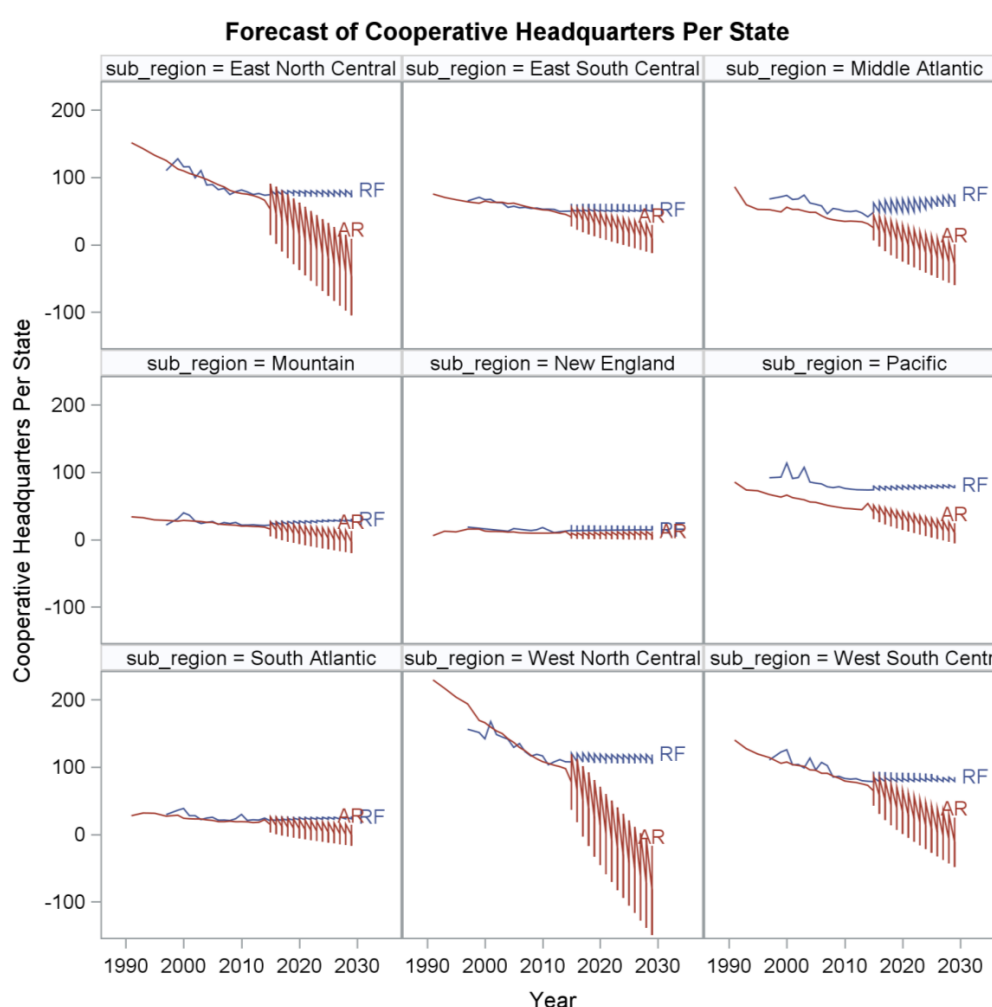 Forecast of Cooperative Headquarters Per State
sub_region = East North Central
sub_region = East South Central
sub_region = Middle Atlantic
200
100
0
-100
RF
AR
RF
AR
RF
AR
sub_region = Mountain
sub_region = New England
sub_region = Pacific
200
100
0
-100
RF
AR
RF
AR
RF
AR
sub_region = South Atlantic
sub_region = West North Central
sub_region = West South Centr
200
100
0
-100
RF
AR
RF
AR
RF
AR
Cooperative Headquarters Per State
1990 2000 2010 2020 2030
1990 2000 2010 2020 2030
1990 2000 2010 2020 2030
Year